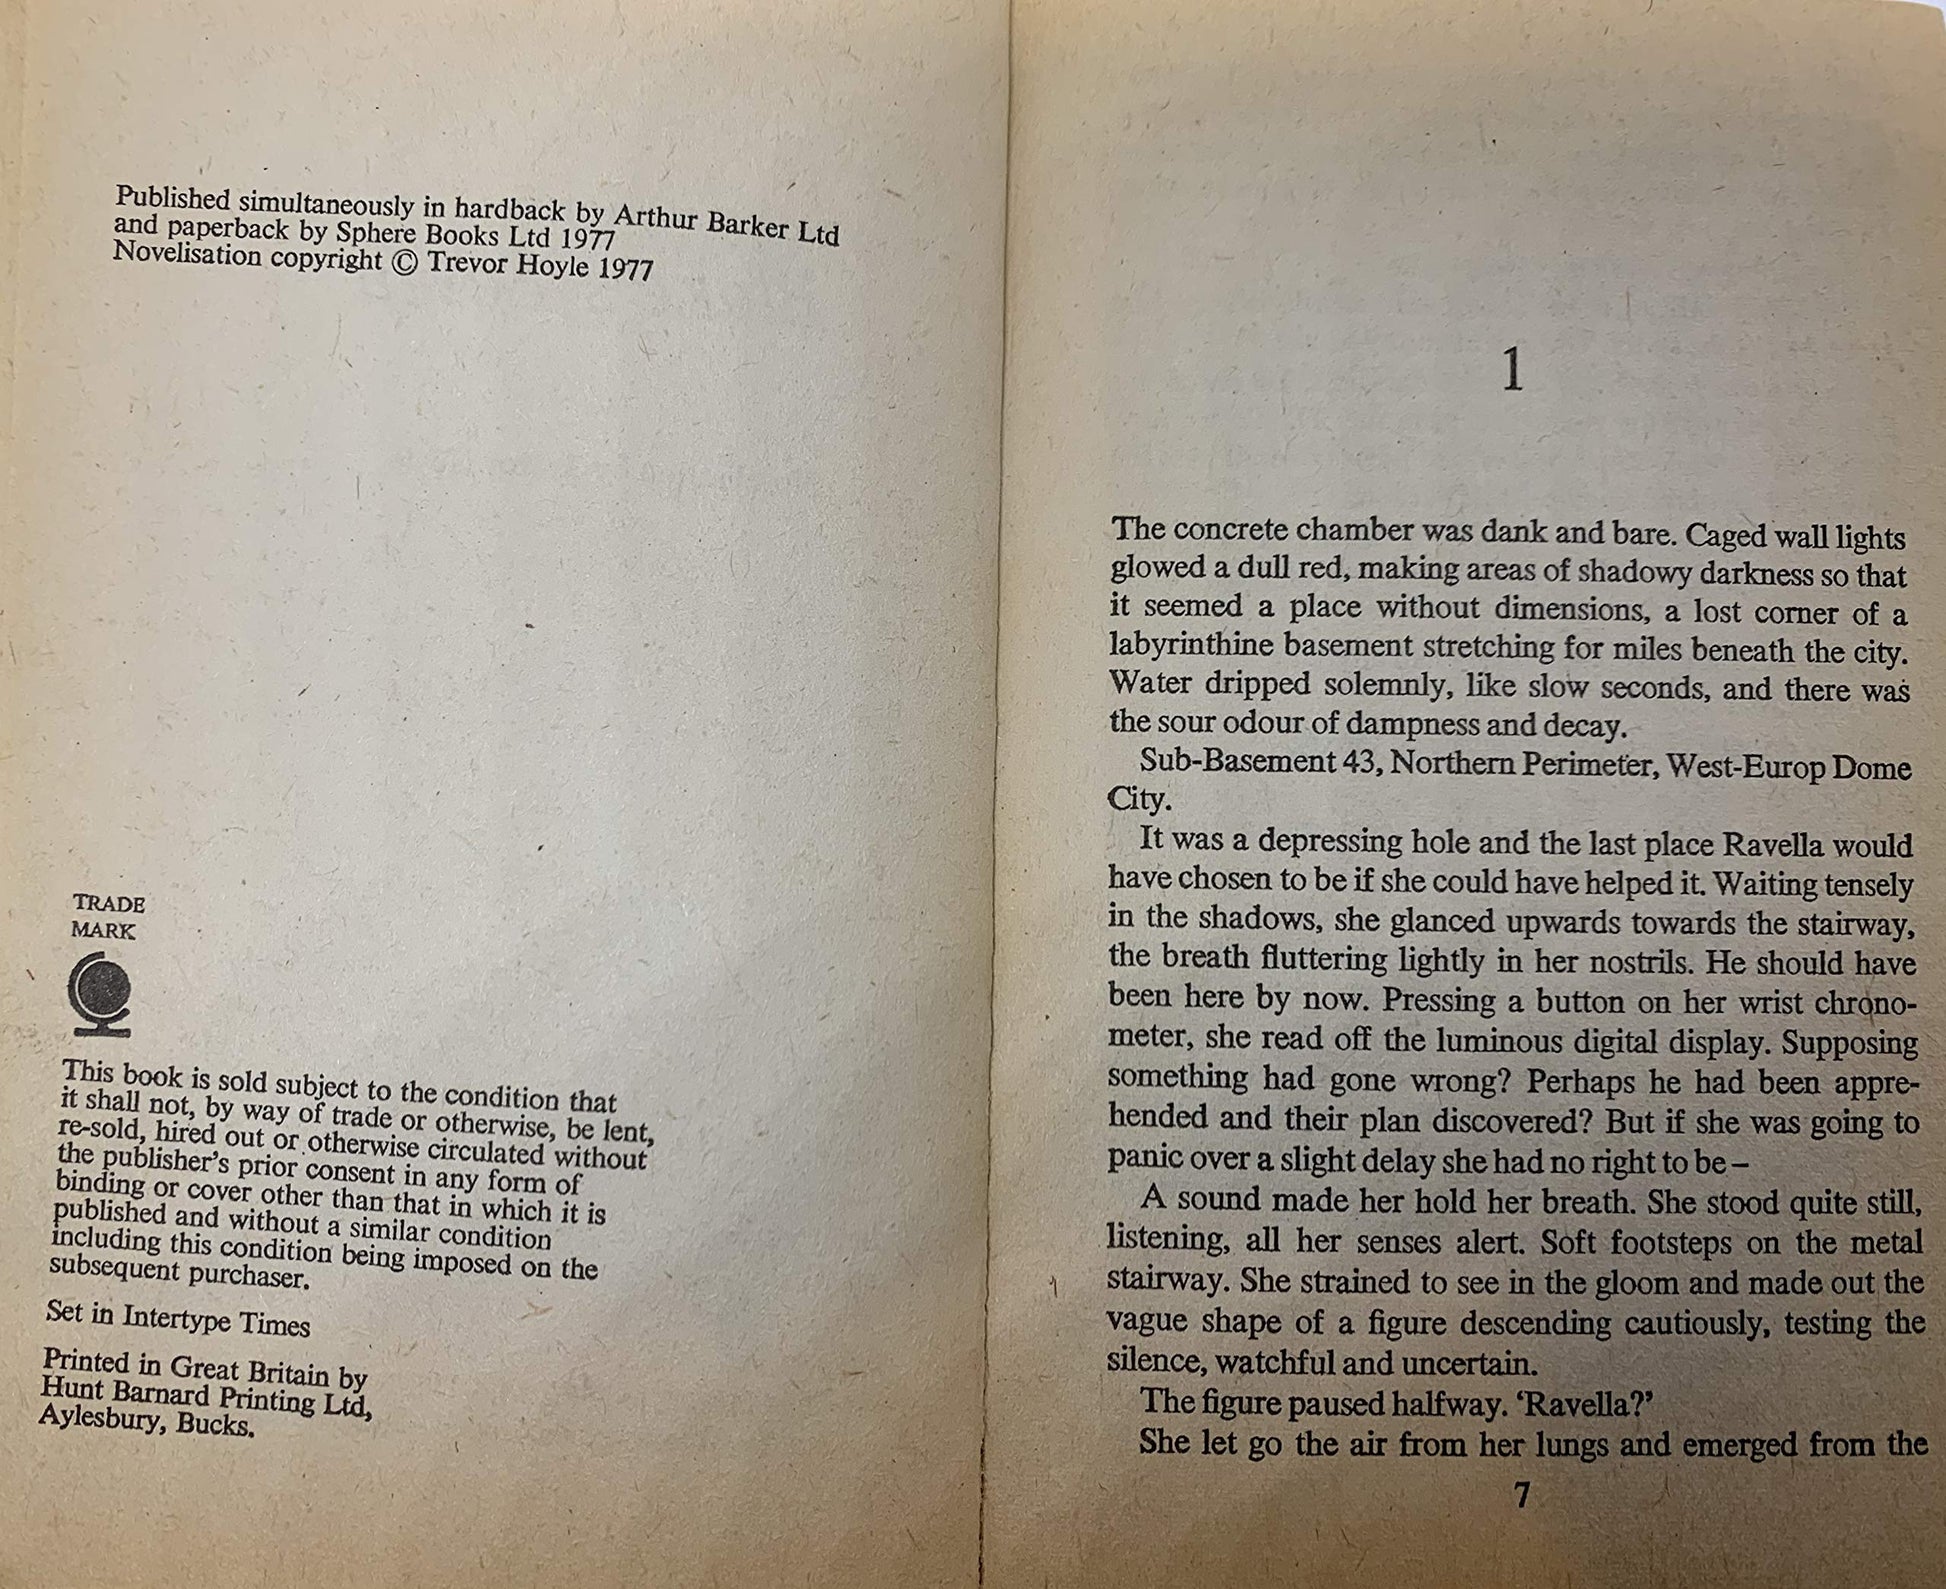 Published simultaneously in hardback by Arthur Barker Ltd
and paperback by Sphere Books Ltd 1977
Novelisation copyright © Trevor Hoyle 1977
TRADE
MARK
This book is sold subject to the condition that
it shall not, by way of trade or otherwise, be lent,
re-sold, hired out or otherwise circulated without
the publisher's prior consent in any form of
binding or cover other than that in which it is
published and without a similar condition
including this condition being imposed on the
subsequent purchaser.
Set in Intertype Times
Printed in Great Britain by
Hunt Barnard Printing Ltd,
Aylesbury, Bucks.
1
The concrete chamber was dank and bare. Caged wall lights
glowed a dull red, making areas of shadowy darkness so that
it seemed a place without dimensions, a lost corner of a
labyrinthine basement stretching for miles beneath the city.
Water dripped solemnly, like slow seconds, and there was
the sour odour of dampness and decay.
Sub-Basement 43, Northern Perimeter, West-Europ Dome
City.
It was a depressing hole and the last place Ravella would
have chosen to be if she could have helped it. Waiting tensely
in the shadows, she glanced upwards towards the stairway,
the breath fluttering lightly in her nostrils. He should have
been here by now. Pressing a button on her wrist chrono-
meter, she read off the luminous digital display. Supposing
something had gone wrong? Perhaps he had been appre-
hended and their plan discovered? But if she was going to
panic over a slight delay she had no right to be –
A sound made her hold her breath. She stood quite still,
listening, all her senses alert. Soft footsteps on the metal
stairway. She strained to see in the gloom and made out the
vague shape of a figure descending cautiously, testing the
silence, watchful and uncertain.
The figure paused halfway. 'Ravella?'
She let go the air from her lungs and emerged from the
7